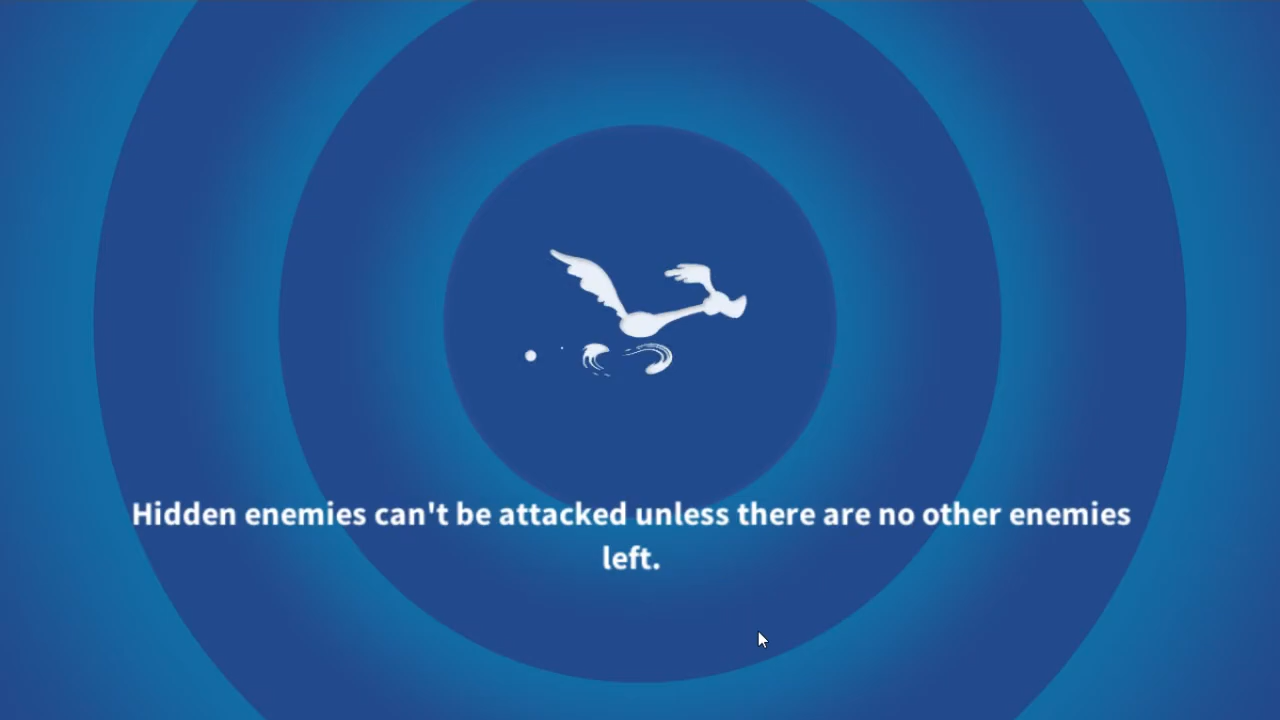 Hidden enemies can't be attacked unless there are no other enemies
left.